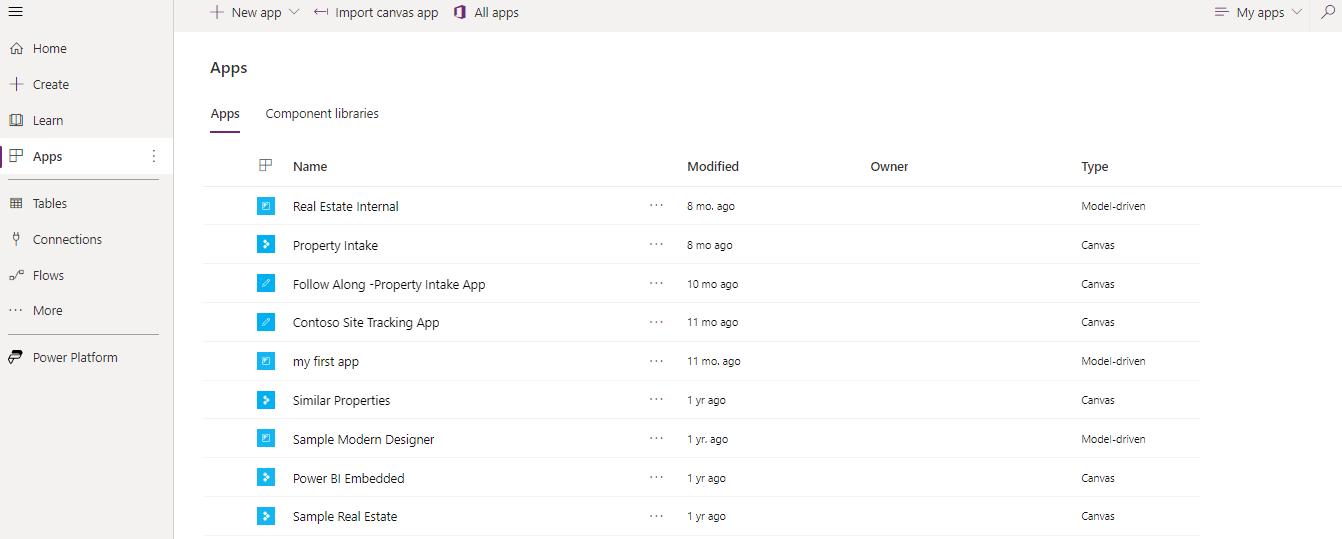 New app
Import canvas app
All apps
My apps
Home
Create
Learn
Apps
Tables
Connections
Flows
More
Power Platform
Apps
Apps Component libraries
Name Modified Owner Type
Real Estate Internal ... 8 mo. ago Model-driven
Property Intake ... 8 mo ago Canvas
Follow Along -Property Intake App ... 10 mo ago Canvas
Contoso Site Tracking App ... 11 mo ago Canvas
my first app ... 11 mo. ago Model-driven
Similar Properties ... 1 yr ago Canvas
Sample Modern Designer ... 1 yr. ago Model-driven
Power BI Embedded ... 1 yr ago Canvas
Sample Real Estate ... 1 yr ago Canvas